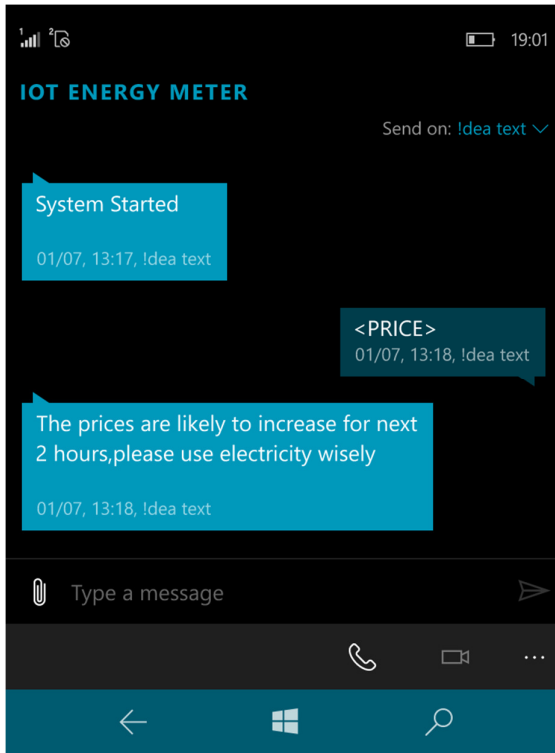 1 2 19:01
IOT ENERGY METER
Send on: !dea text
System Started
01/07, 13:17, !dea text
<PRICE>
01/07, 13:18, !dea text
The prices are likely to increase for next
2 hours,please use electricity wisely
01/07, 13:18, !dea text
Type a message